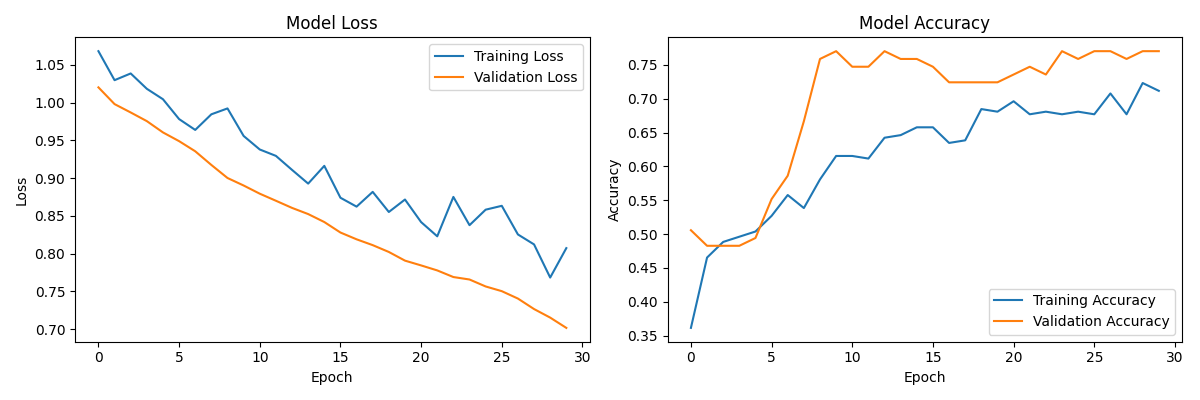 Model Loss
Training Loss
Validation Loss
1.05
1.00
0.95
0.90
0.85
0.80
0.75
0.70
Loss
0 5 10 15 20 25 30
Epoch
Model Accuracy
0.75
0.70
0.65
0.60
0.55
0.50
0.45
0.40
0.35
Accuracy
Training Accuracy
Validation Accuracy
0 5 10 15 20 25 30
Epoch